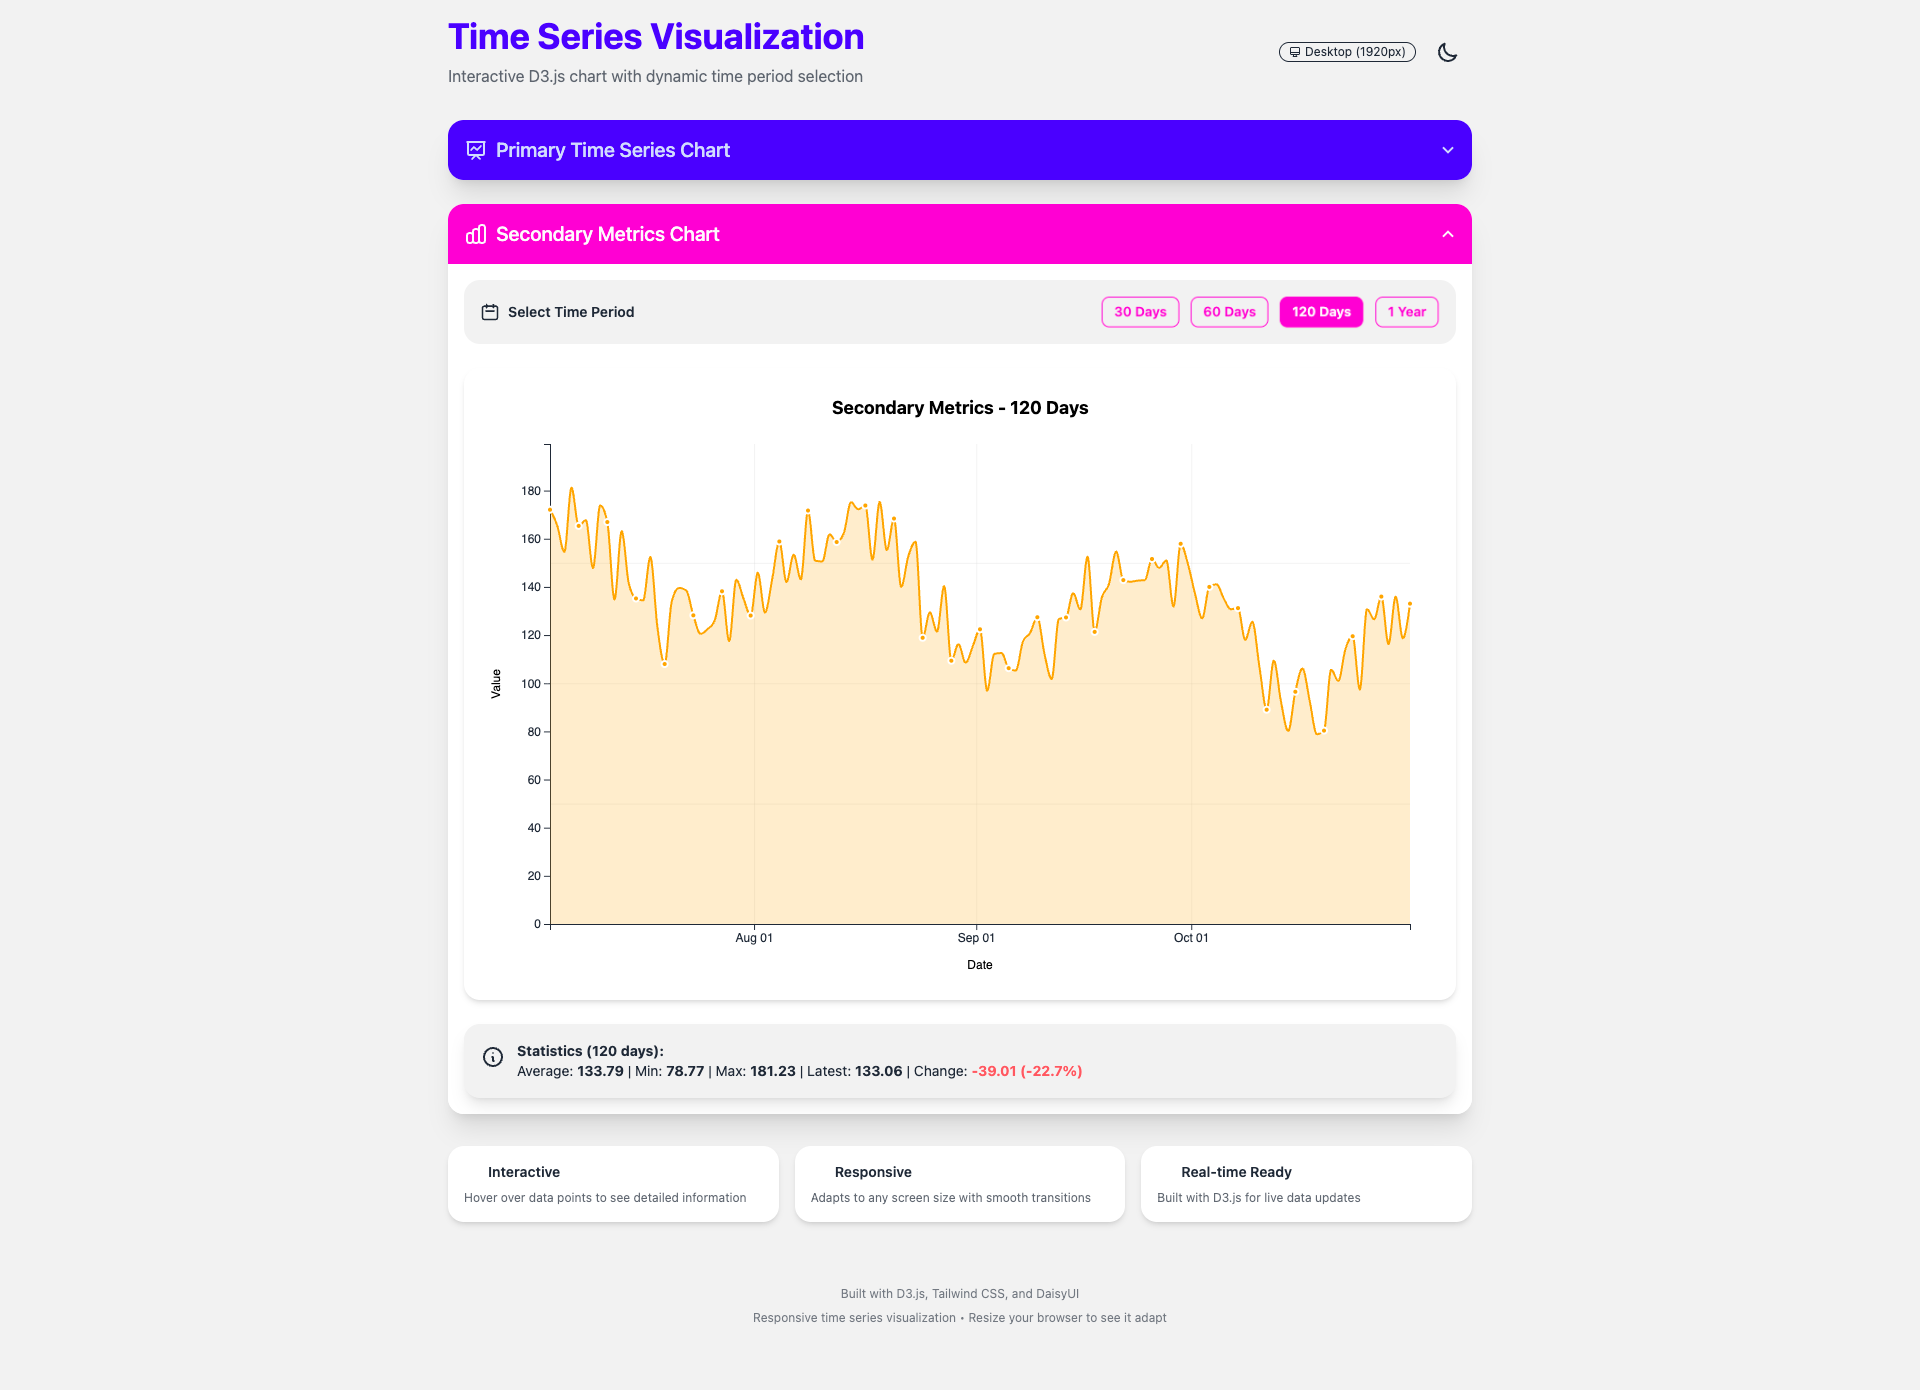 Time Series Visualization
Interactive D3.js chart with dynamic time period selection
Desktop (1920px)
Primary Time Series Chart
Secondary Metrics Chart
Select Time Period
30 Days
60 Days
120 Days
1 Year
Secondary Metrics - 120 Days
180
160
140
120
100
80
60
40
20
0
Value
Aug 01
Sep 01
Oct 01
Date
Statistics (120 days):
Average: 133.79 | Min: 78.77 | Max: 181.23 | Latest: 133.06 | Change: -39.01 (-22.7%)
Interactive
Hover over data points to see detailed information
Responsive
Adapts to any screen size with smooth transitions
Real-time Ready
Built with D3.js for live data updates
Built with D3.js, Tailwind CSS, and DaisyUI
Responsive time series visualization • Resize your browser to see it adapt